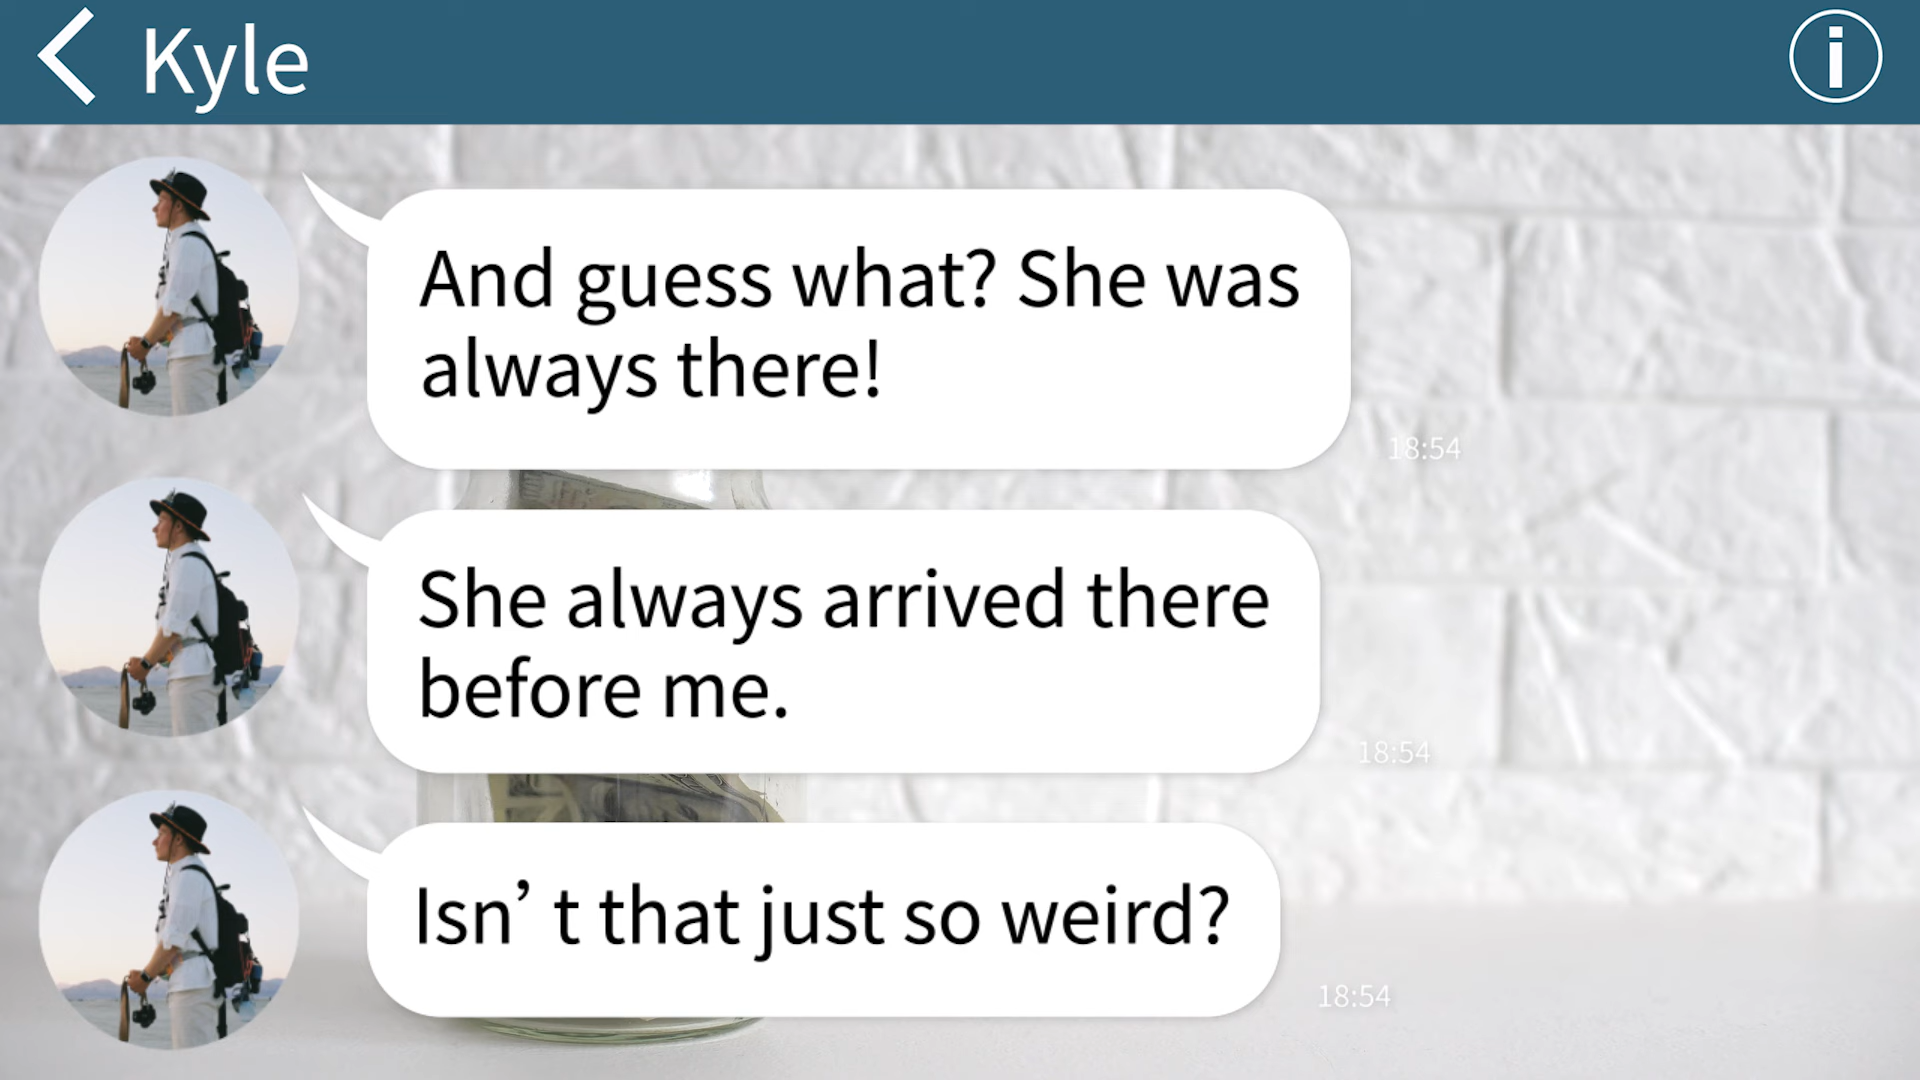 Kyle
And guess what? She was
always there!
18:54
She always arrived there
before me.
18:54
Isn’ t that just so weird?
18:54